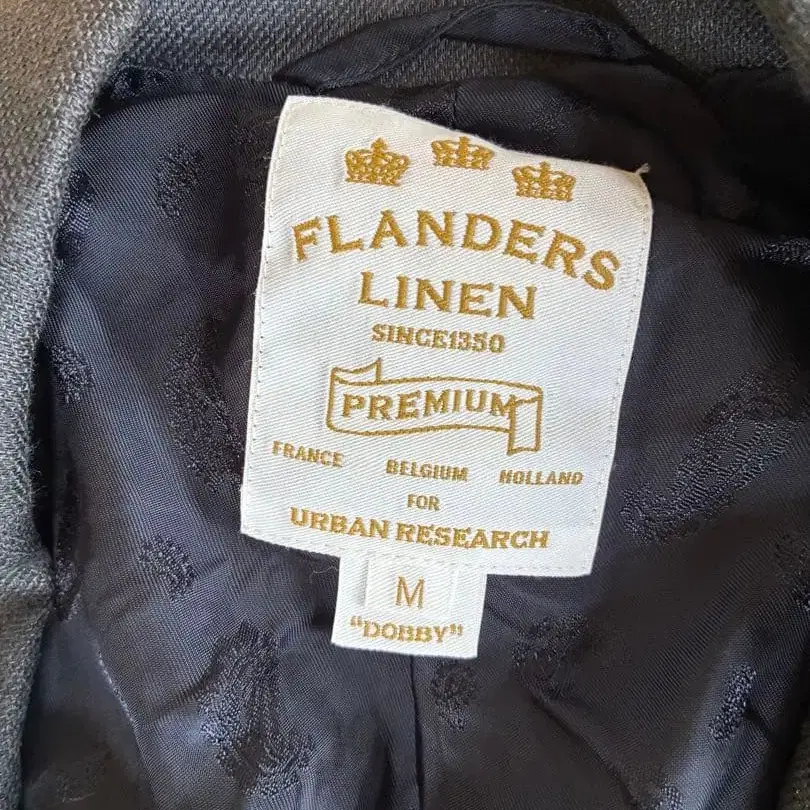 FLANDERS
LINEN
SINCE1350
PREMIUM
FRANCE BELGIUM HOLLAND
FOR
URBAN RESEARCH
M
“DOBBY”